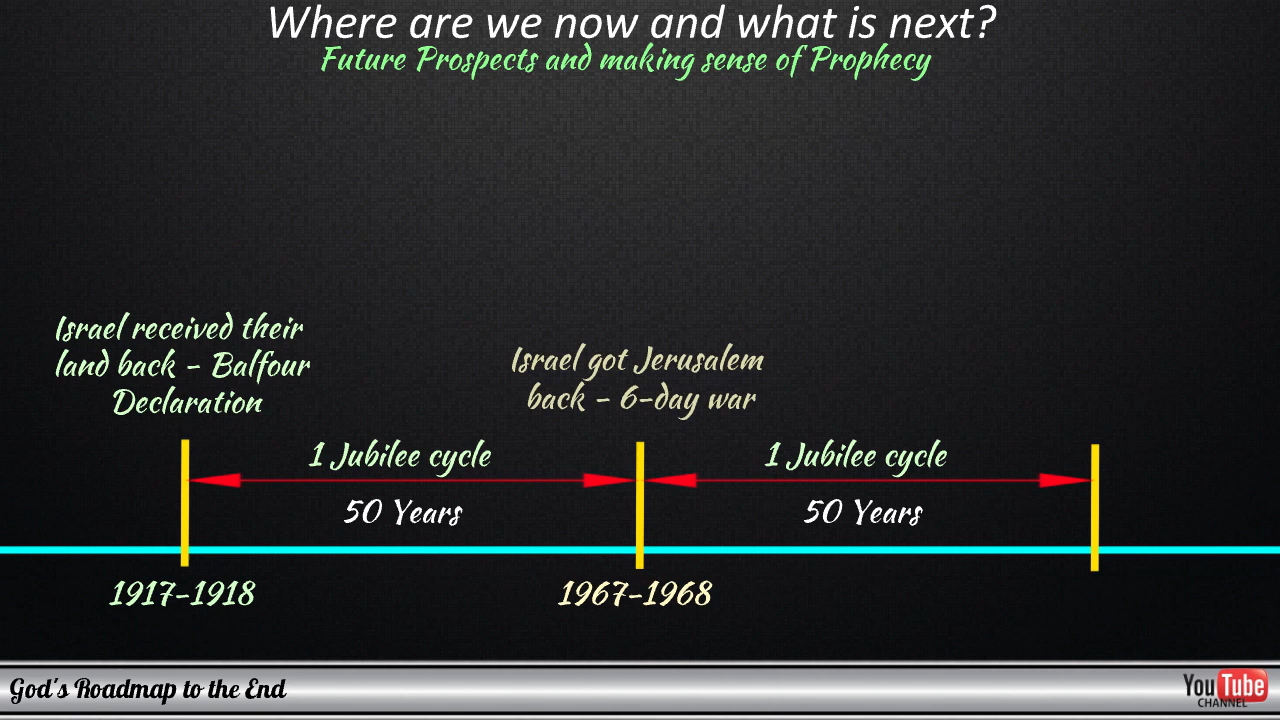 Where are we now and what is next?
Future Prospects and making sense of Prophecy
Israel received their
land back - Balfour
Declaration
Israel got Jerusalem
back - 6-day war
1 Jubilee cycle
1 Jubilee cycle
50 Years
50 Years
1917-1918
1967-1968
God's Roadmap to the End
YouTube
CHANNEL